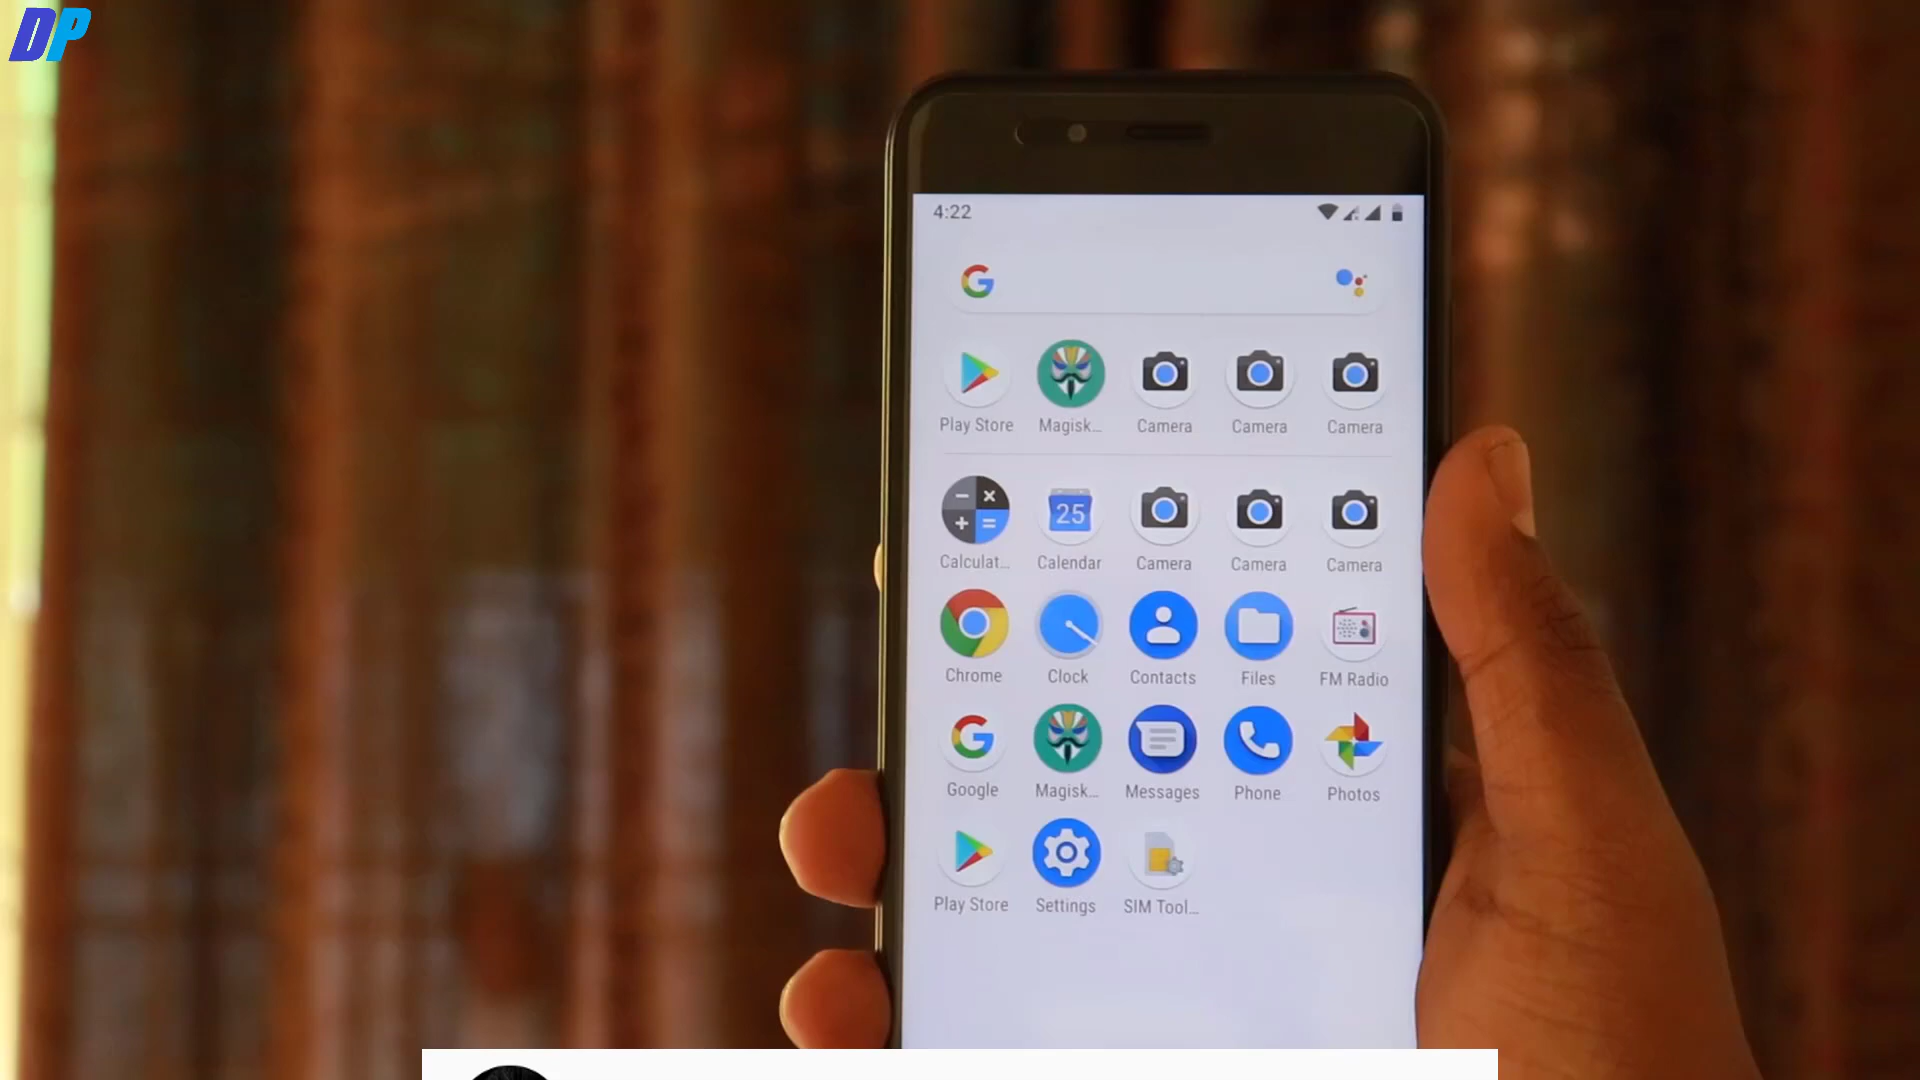 DP
4:22
G
Play Store Magisk... Camera Camera Camera
Calculat... Calendar Camera Camera Camera
25
Chrome Clock Contacts Files FM Radio
Google Magisk... Messages Phone Photos
Play Store Settings SIM Tool...